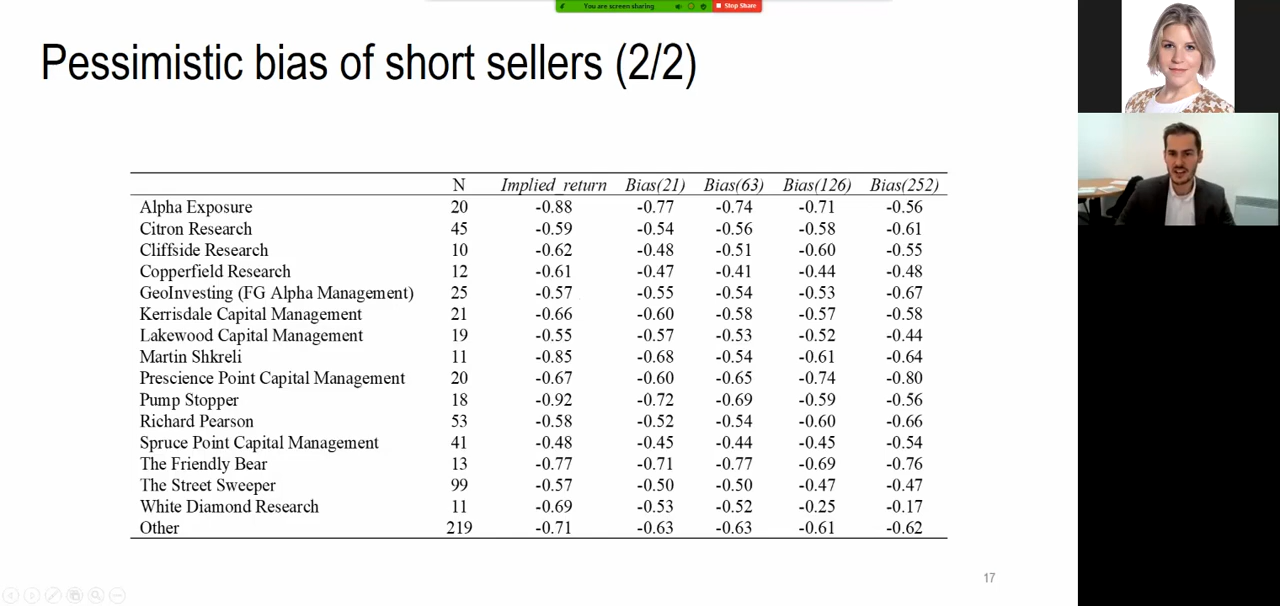 You are screen sharing
Stop Share
Pessimistic bias of short sellers (2/2)
N Implied_return Bias(21) Bias(63) Bias(126) Bias(252)
Alpha Exposure 20 -0.88 -0.77 -0.74 -0.71 -0.56
Citron Research 45 -0.59 -0.54 -0.56 -0.58 -0.61
Cliffside Research 10 -0.62 -0.48 -0.51 -0.60 -0.55
Copperfield Research 12 -0.61 -0.47 -0.41 -0.44 -0.48
GeoInvesting (FG Alpha Management) 25 -0.57 -0.55 -0.54 -0.53 -0.67
Kerrisdale Capital Management 21 -0.66 -0.60 -0.58 -0.57 -0.58
Lakewood Capital Management 19 -0.55 -0.57 -0.53 -0.52 -0.44
Martin Shkreli 11 -0.85 -0.68 -0.54 -0.61 -0.64
Prescience Point Capital Management 20 -0.67 -0.60 -0.65 -0.74 -0.80
Pump Stopper 18 -0.92 -0.72 -0.69 -0.59 -0.56
Richard Pearson 53 -0.58 -0.52 -0.54 -0.60 -0.66
Spruce Point Capital Management 41 -0.48 -0.45 -0.44 -0.45 -0.54
The Friendly Bear 13 -0.77 -0.71 -0.77 -0.69 -0.76
The Street Sweeper 99 -0.57 -0.50 -0.50 -0.47 -0.47
White Diamond Research 11 -0.69 -0.53 -0.52 -0.25 -0.17
Other 219 -0.71 -0.63 -0.63 -0.61 -0.62
17